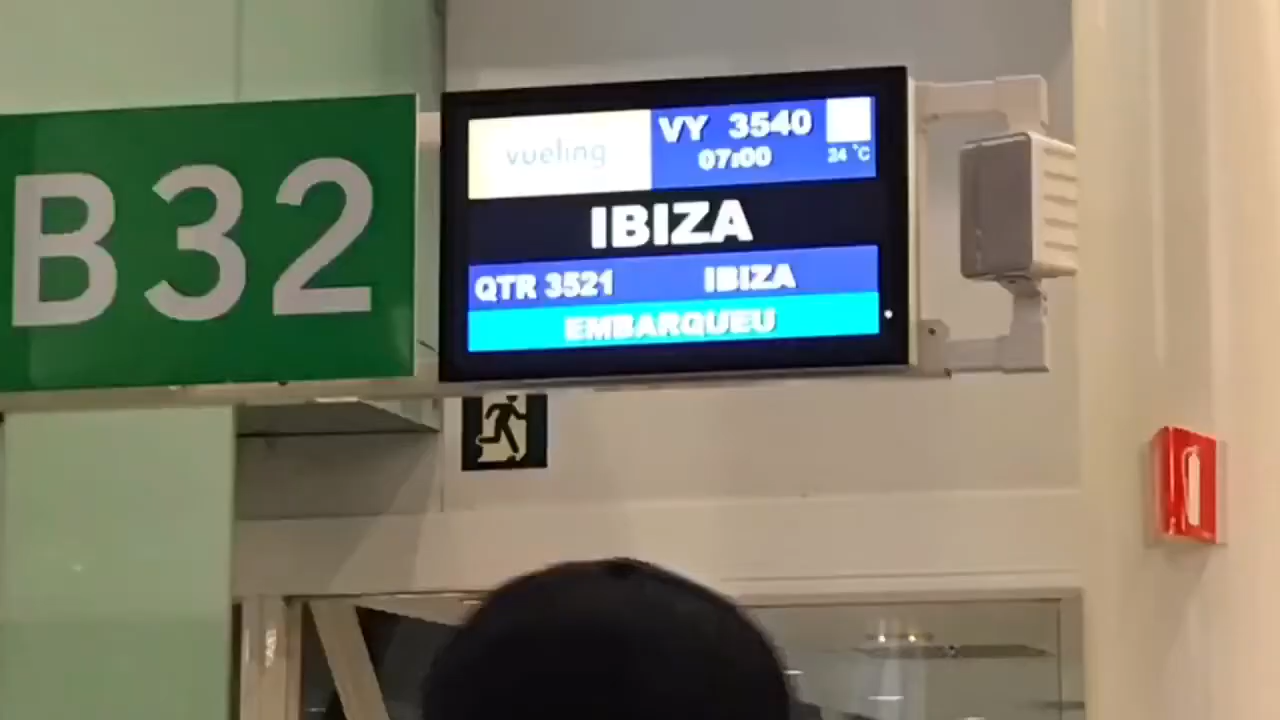 B32
vueling
VY 3540
07:00
24 °C
IBIZA
QTR 3521 IBIZA
EMBARQUEU